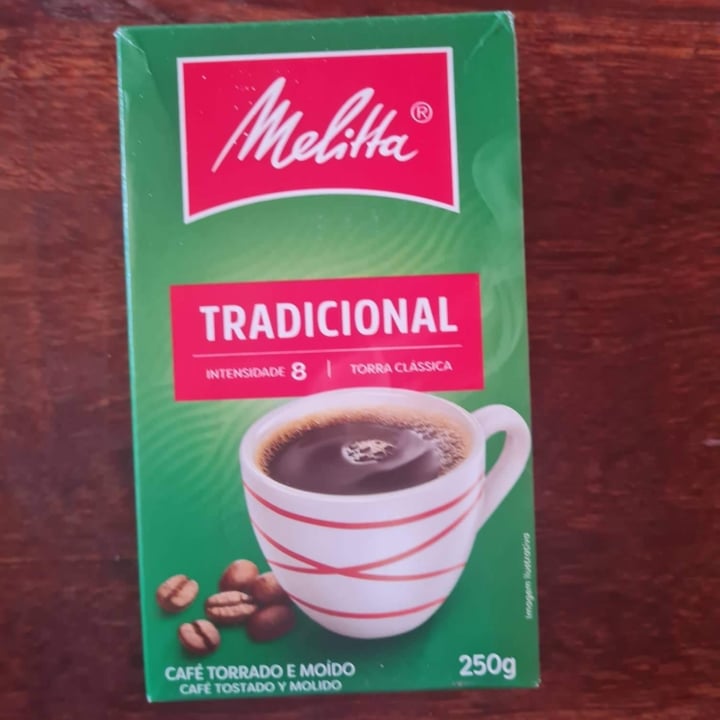 Melitta®
TRADICIONAL
INTENSIDADE 8 | TORRA CLÁSSICA
Imagem ilustrativa
CAFÉ TORRADO E MOÍDO
CAFÉ TOSTADO Y MOLIDO
250g